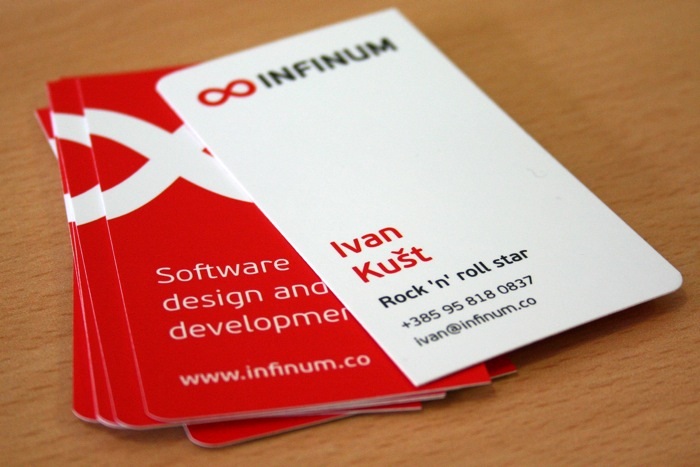 INFINUM
Ivan
Kušt
Rock 'n' roll star
+385 95 818 0837
ivan@infinum.co
Software
design and
developmen
www.infinum.co